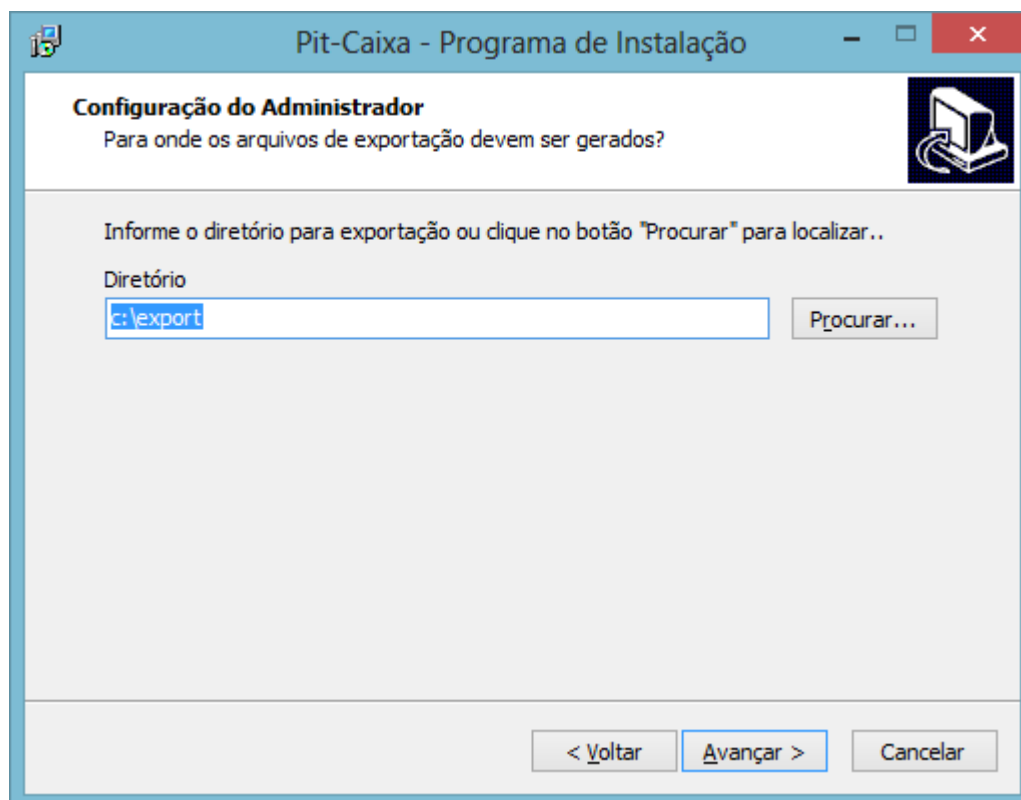 Pit-Caixa - Programa de Instalação
Configuração do Administrador
Para onde os arquivos de exportação devem ser gerados?
Informe o diretório para exportação ou clique no botão "Procurar" para localizar..
Diretório
c:\export
Procurar...
< Voltar
Avançar >
Cancelar